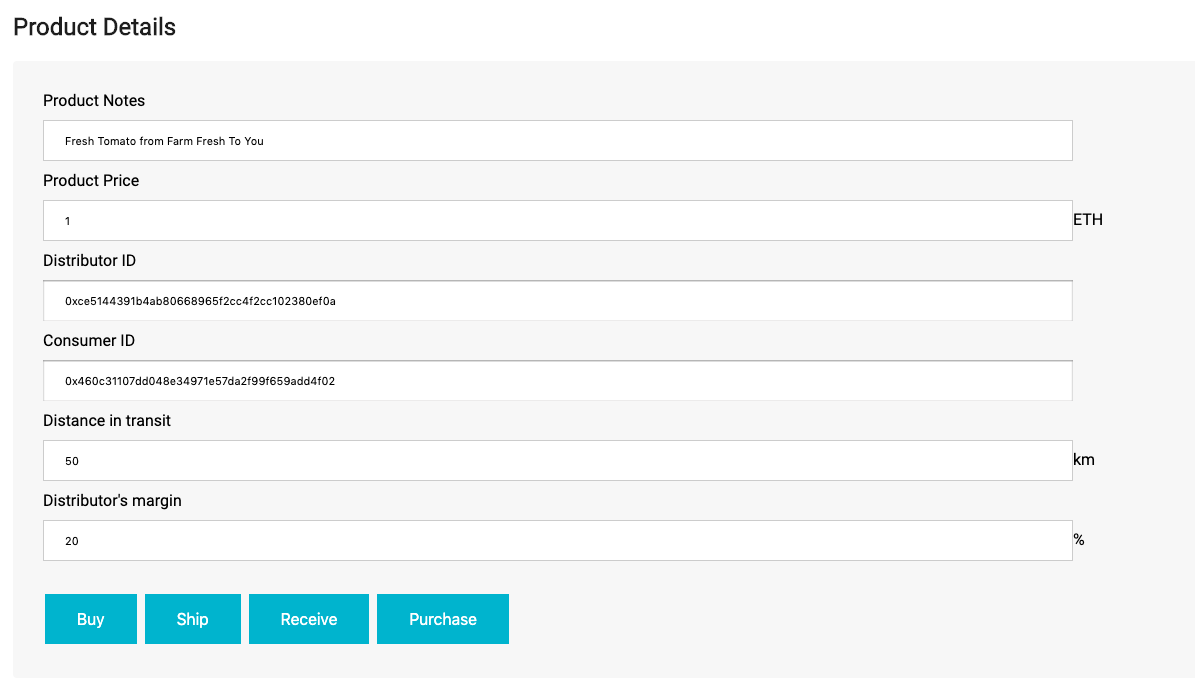 Product Details
Product Notes
Fresh Tomato from Farm Fresh To You
Product Price
1
ETH
Distributor ID
0xce5144391b4ab80668965f2cc4f2cc102380ef0a
Consumer ID
0x460c31107dd048e34971e57da2f99f659add4f02
Distance in transit
50
km
Distributor's margin
20
%
Buy Ship Receive Purchase